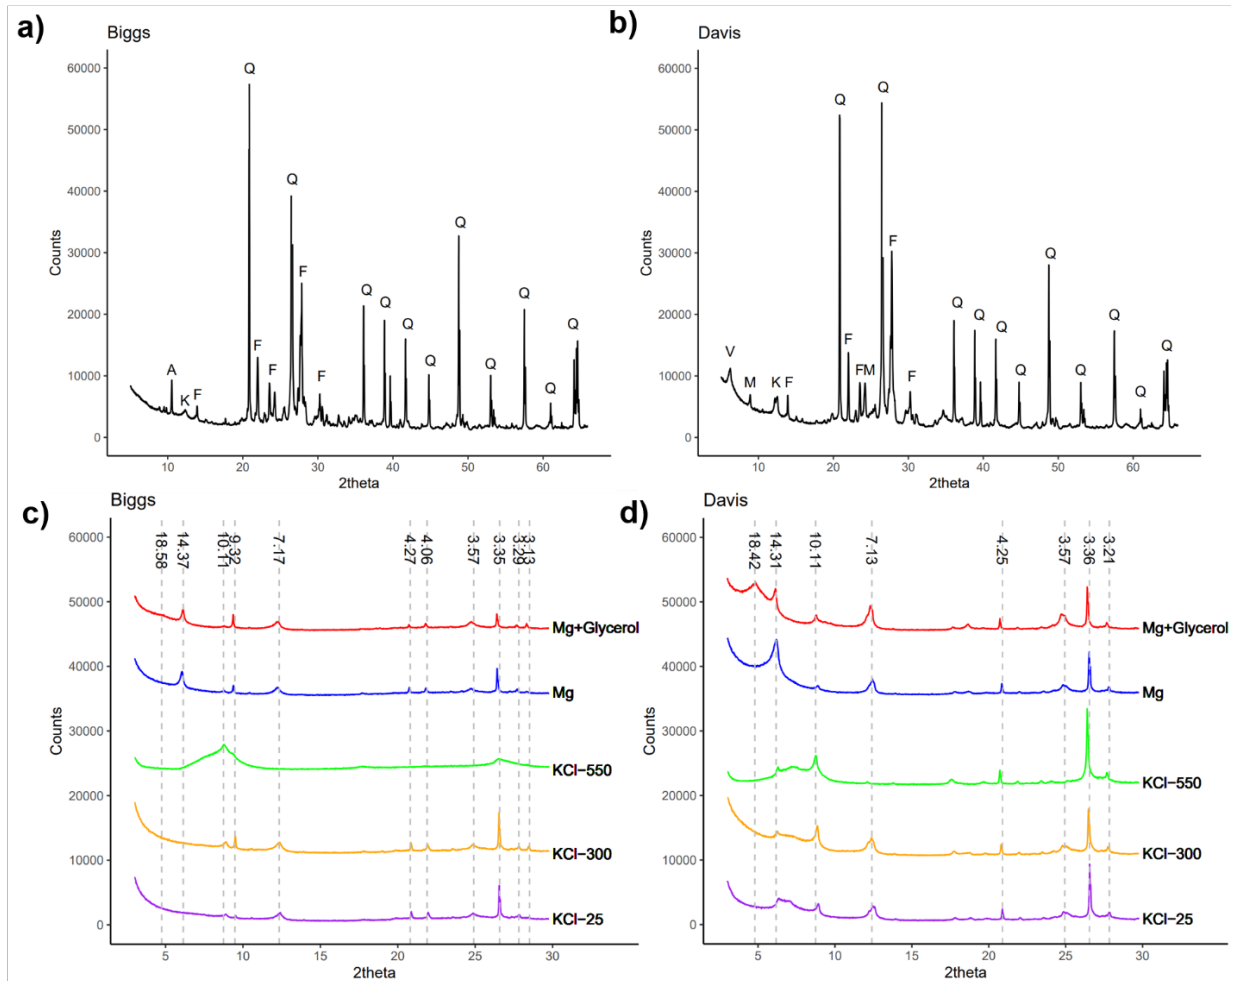 a)
Biggs
60000
50000
40000
30000
20000
10000
0
Counts
Q
Q
Q
F
Q
Q
Q
Q
Q
Q
Q
Q
A
K
F
F
F
F
10
20
30
40
50
60
2theta
b)
Davis
60000
50000
40000
30000
20000
10000
0
Counts
Q
Q
F
Q
Q
Q
Q
Q
Q
Q
Q
Q
V
M
K
F
F
F
M
F
10
20
30
40
50
60
2theta
c)
Biggs
60000
50000
40000
30000
20000
10000
0
Counts
18.58
14.37
10.11
9.32
7.17
4.27
4.06
3.57
3.35
3.29
3.13
Mg+Glycerol
Mg
KCl-550
KCl-300
KCl-25
5
10
15
20
25
30
2theta
d)
Davis
60000
50000
40000
30000
20000
10000
0
Counts
18.42
14.31
10.11
7.13
4.25
3.57
3.36
3.21
Mg+Glycerol
Mg
KCl-550
KCl-300
KCl-25
5
10
15
20
25
30
2theta